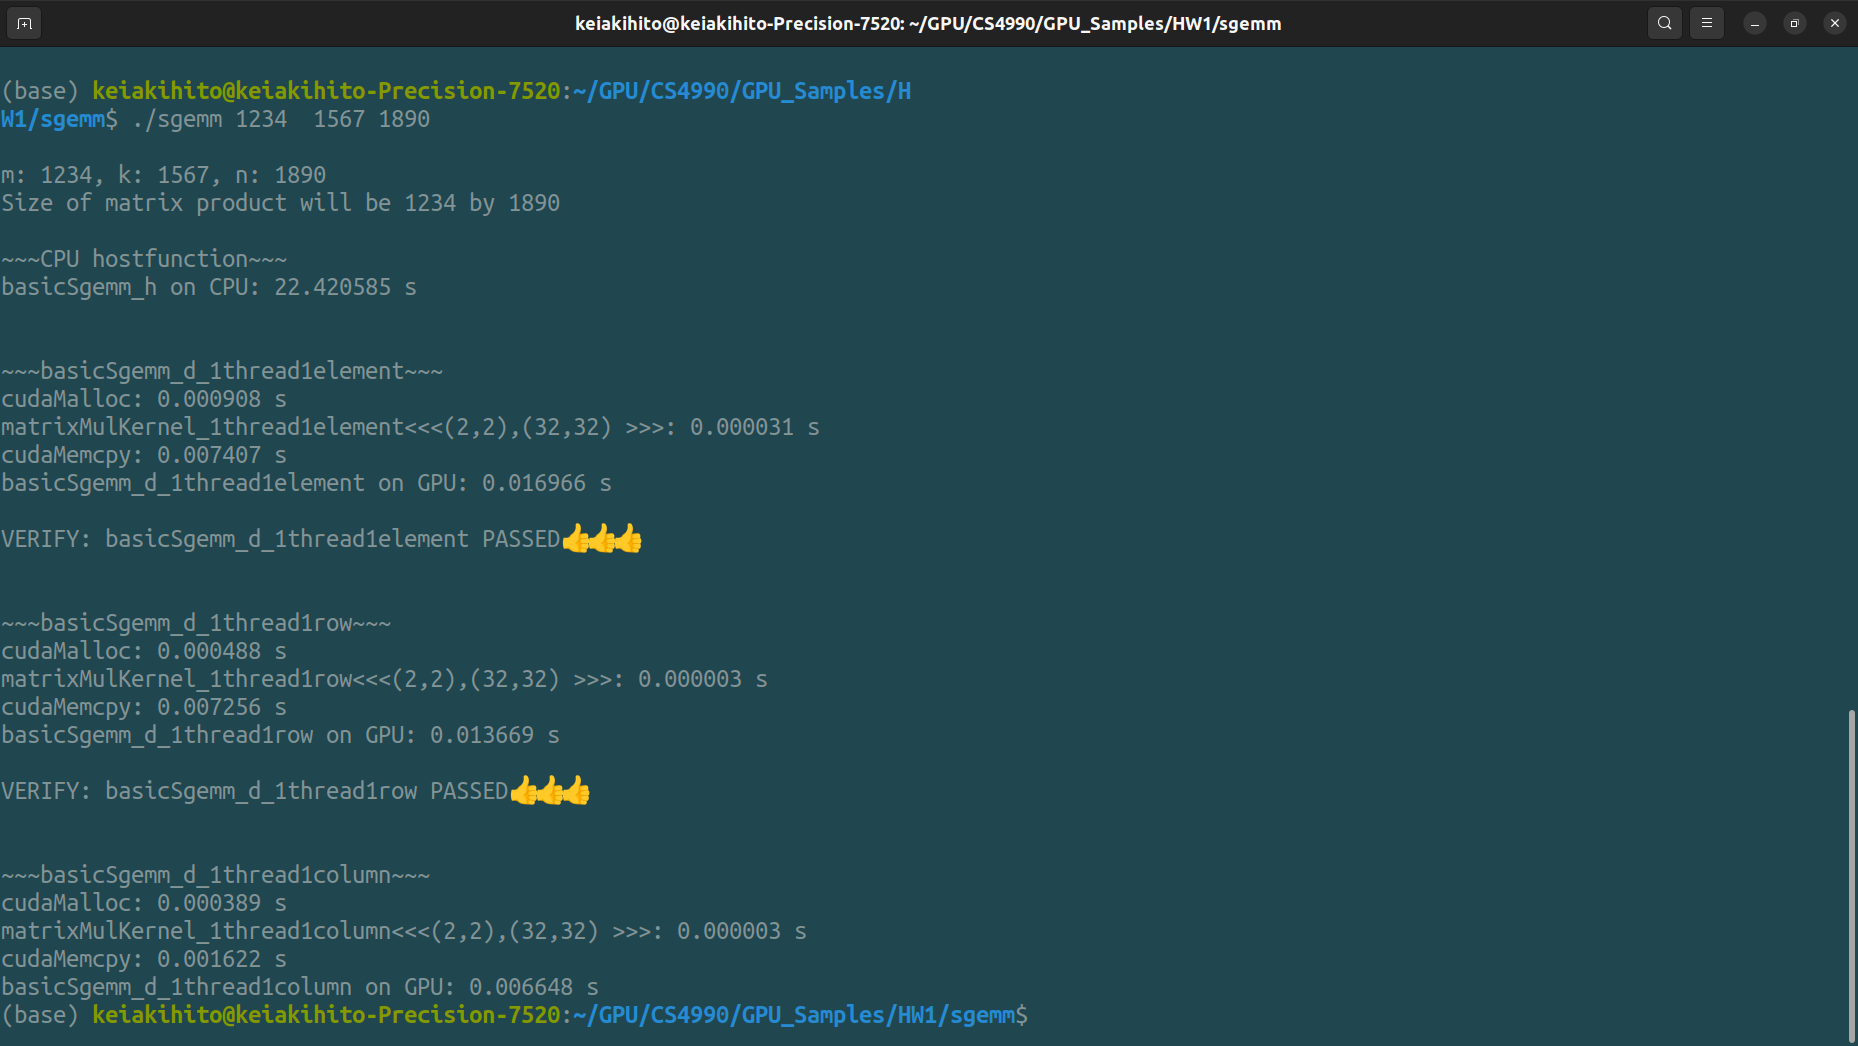 keiakihito@keiakihito-Precision-7520: ~/GPU/CS4990/GPU_Samples/HW1/sgemm
(base) keiakihito@keiakihito-Precision-7520:~/GPU/CS4990/GPU_Samples/H
W1/sgemm$ ./sgemm 1234  1567 1890
m: 1234, k: 1567, n: 1890
Size of matrix product will be 1234 by 1890
~~~CPU hostfunction~~~
basicSgemm_h on CPU: 22.420585 s
~~~basicSgemm_d_1thread1element~~~
cudaMalloc: 0.000908 s
matrixMulKernel_1thread1element<<<(2,2),(32,32) >>>: 0.000031 s
cudaMemcpy: 0.007407 s
basicSgemm_d_1thread1element on GPU: 0.016966 s
VERIFY: basicSgemm_d_1thread1element PASSED👍👍👍
~~~basicSgemm_d_1thread1row~~~
cudaMalloc: 0.000488 s
matrixMulKernel_1thread1row<<<(2,2),(32,32) >>>: 0.000003 s
cudaMemcpy: 0.007256 s
basicSgemm_d_1thread1row on GPU: 0.013669 s
VERIFY: basicSgemm_d_1thread1row PASSED👍👍👍
~~~basicSgemm_d_1thread1column~~~
cudaMalloc: 0.000389 s
matrixMulKernel_1thread1column<<<(2,2),(32,32) >>>: 0.000003 s
cudaMemcpy: 0.001622 s
basicSgemm_d_1thread1column on GPU: 0.006648 s
(base) keiakihito@keiakihito-Precision-7520:~/GPU/CS4990/GPU_Samples/HW1/sgemm$